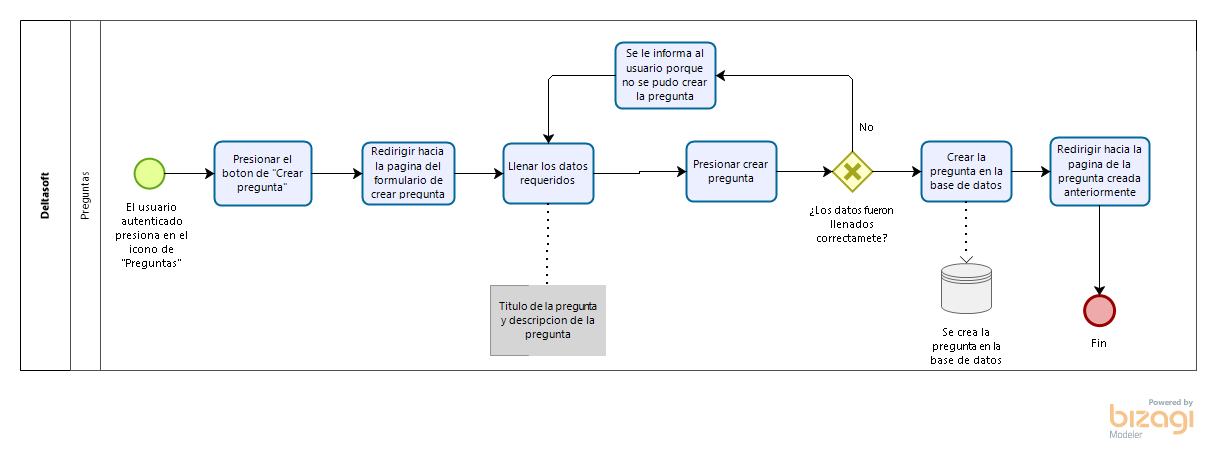 Deltasoft
Preguntas
El usuario
autenticado
presiona en el
icono de
"Preguntas"
Presionar el
boton de "Crear
pregunta"
Redirigir hacia
la pagina del
formulario de
crear pregunta
Llenar los datos
requeridos
Titulo de la pregunta
y descripcion de la
pregunta
Se le informa al
usuario porque
no se pudo crear
la pregunta
Presionar crear
pregunta
No
¿Los datos fueron
llenados
correctamete?
Crear la
pregunta en la
base de datos
Se crea la
pregunta en la
base de datos
Redirigir hacia la
pagina de la
pregunta creada
anteriormente
Fin
Powered by
bizagi
Modeler